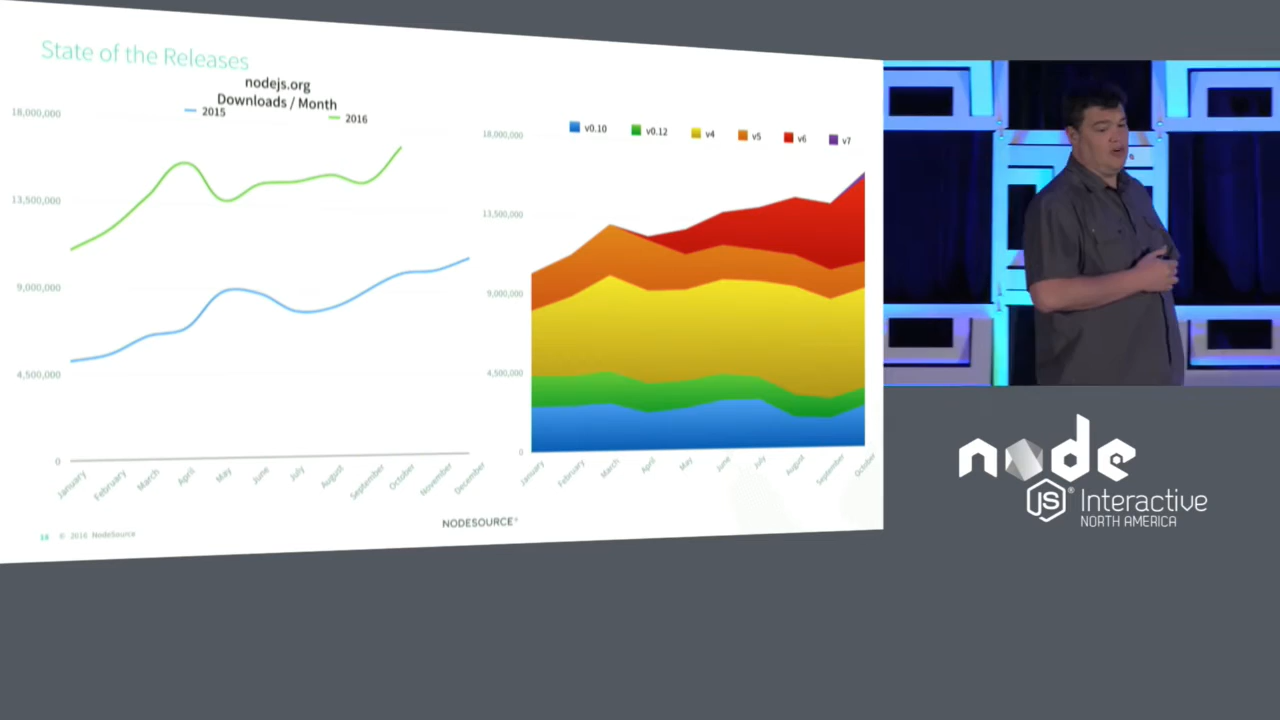 State of the Releases
nodejs.org
Downloads / Month
2015
2016
18,000,000
13,500,000
9,000,000
4,500,000
0
January
February
March
April
May
June
July
August
September
October
November
December
v0.10
v0.12
v4
v5
v6
v7
18,000,000
13,500,000
9,000,000
4,500,000
0
January
February
March
April
May
June
July
August
September
October
18 © 2016 NodeSource
NODESOURCE®
node
JS® Interactive
NORTH AMERICA